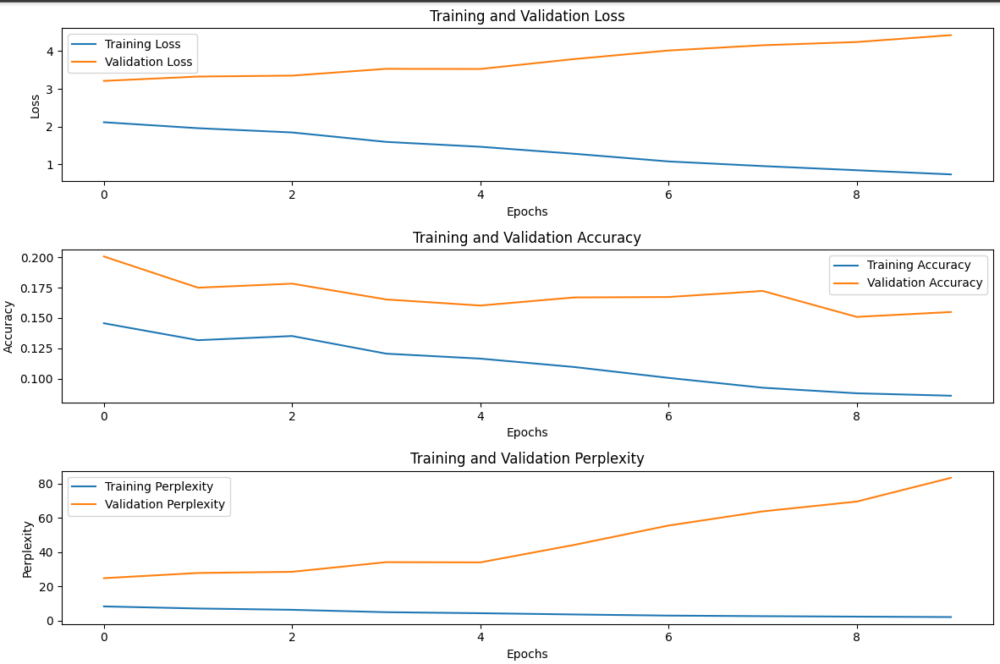 Training and Validation Loss
Training Loss
Validation Loss
4
3
2
1
Loss
0 2 4 6 8
Epochs
Training and Validation Accuracy
Training Accuracy
Validation Accuracy
0.200
0.175
0.150
0.125
0.100
Accuracy
0 2 4 6 8
Epochs
Training and Validation Perplexity
Training Perplexity
Validation Perplexity
80
60
40
20
0
Perplexity
0 2 4 6 8
Epochs